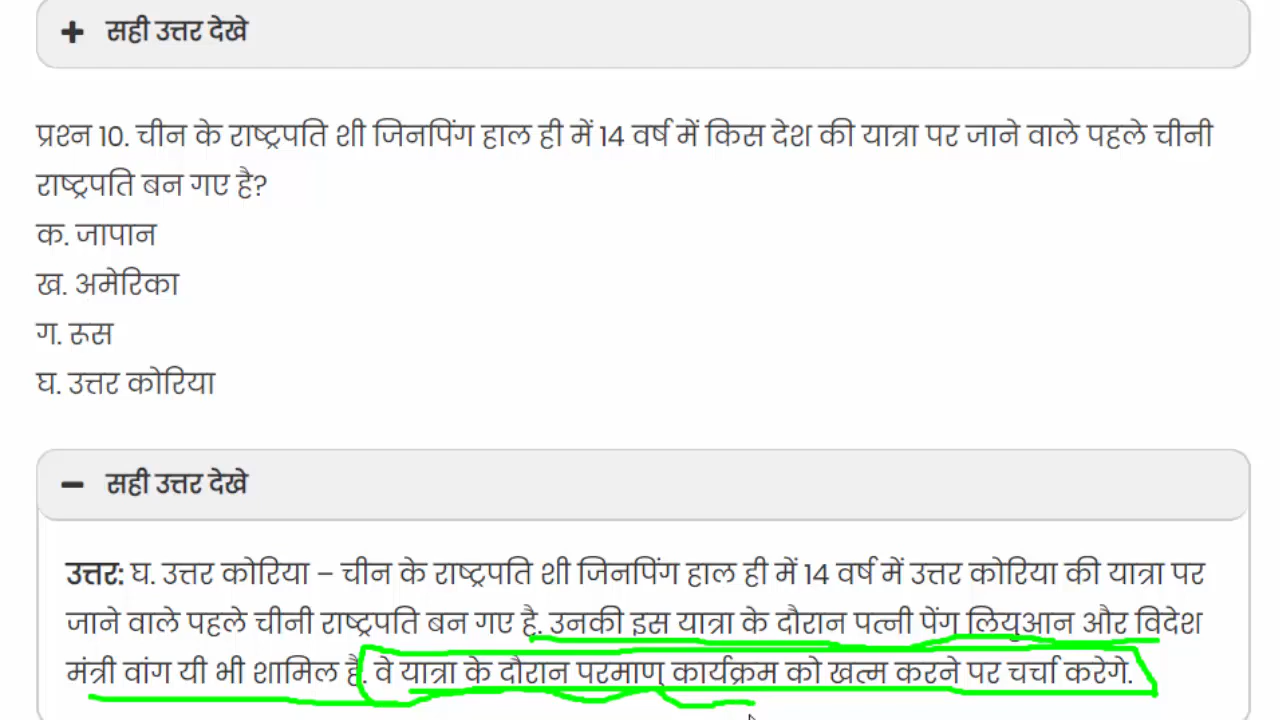 सही उत्तर देखे
प्रश्न 10. चीन के राष्ट्रपति शी जिनपिंग हाल ही में 14 वर्ष में किस देश की यात्रा पर जाने वाले पहले चीनी
राष्ट्रपति बन गए है?
क. जापान
ख. अमेरिका
ग. रूस
घ. उत्तर कोरिया
सही उत्तर देखे
उत्तर: घ. उत्तर कोरिया – चीन के राष्ट्रपति शी जिनपिंग हाल ही में 14 वर्ष में उत्तर कोरिया की यात्रा पर
जाने वाले पहले चीनी राष्ट्रपति बन गए है. उनकी इस यात्रा के दौरान पत्नी पेंग लियुआन और विदेश
मंत्री वांग यी भी शामिल है. वे यात्रा के दौरान परमाणु कार्यक्रम को खत्म करने पर चर्चा करेगे.